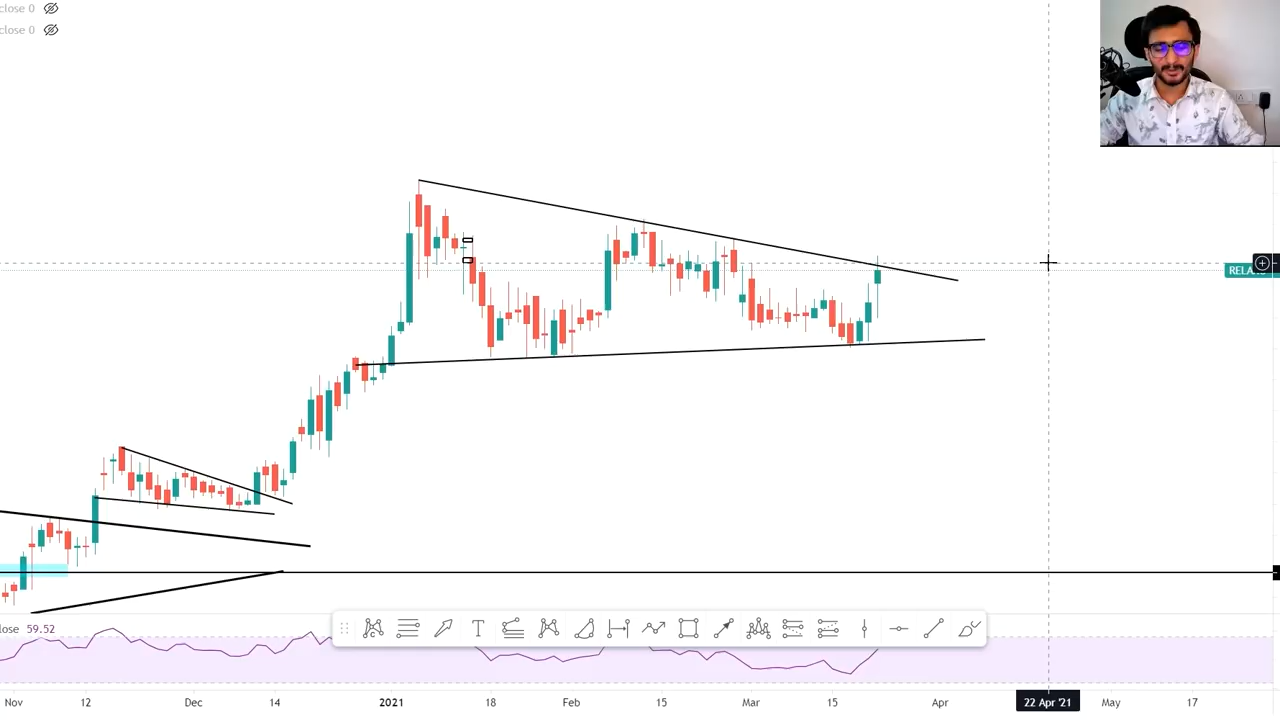 close 0
close 0
RELAX
close 59.52
Nov 12 Dec 14 2021 18 Feb 15 Mar 15 Apr 22 Apr '21 May 17